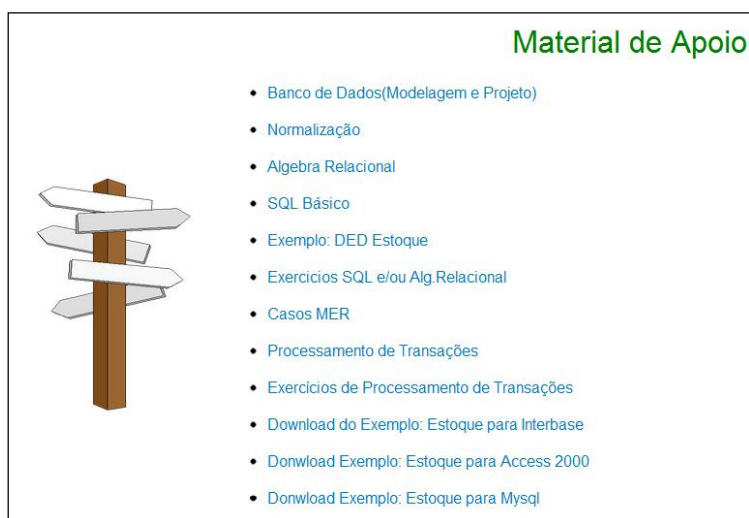 Material de Apoio
Banco de Dados(Modelagem e Projeto)
Normalização
Algebra Relacional
SQL Básico
Exemplo: DED Estoque
Exercicios SQL e/ou Alg.Relacional
Casos MER
Processamento de Transações
Exercícios de Processamento de Transações
Download do Exemplo: Estoque para Interbase
Donwload Exemplo: Estoque para Access 2000
Donwload Exemplo: Estoque para Mysql